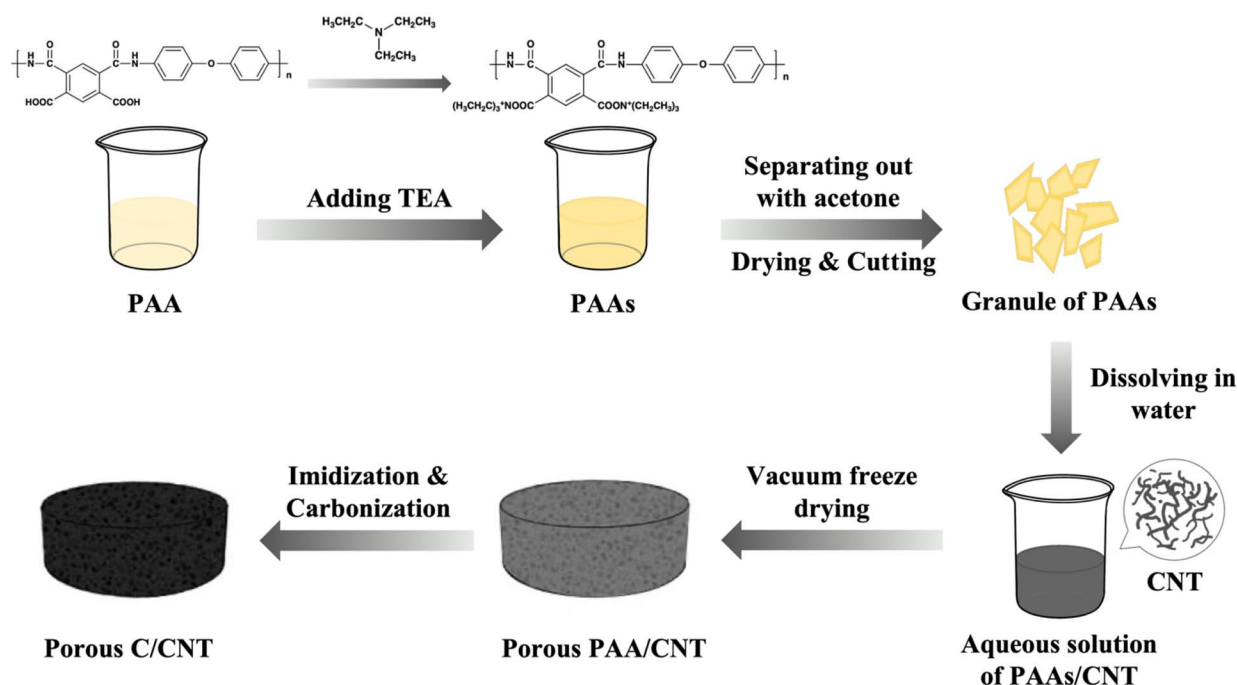 H₃CH₂C
CH₂CH₃
N
CH₂CH₃
H
N
O
O
H
N
O
n
HOOC
COOH
H
N
O
O
H
N
O
n
(H₃CH₂C)₃⁺NOOC
COON⁺(CH₂CH₃)₃
Adding TEA
PAA
PAAs
Separating out
with acetone
Drying & Cutting
Granule of PAAs
Dissolving in
water
CNT
Aqueous solution
of PAAs/CNT
Vacuum freeze
drying
Porous PAA/CNT
Imidization &
Carbonization
Porous C/CNT